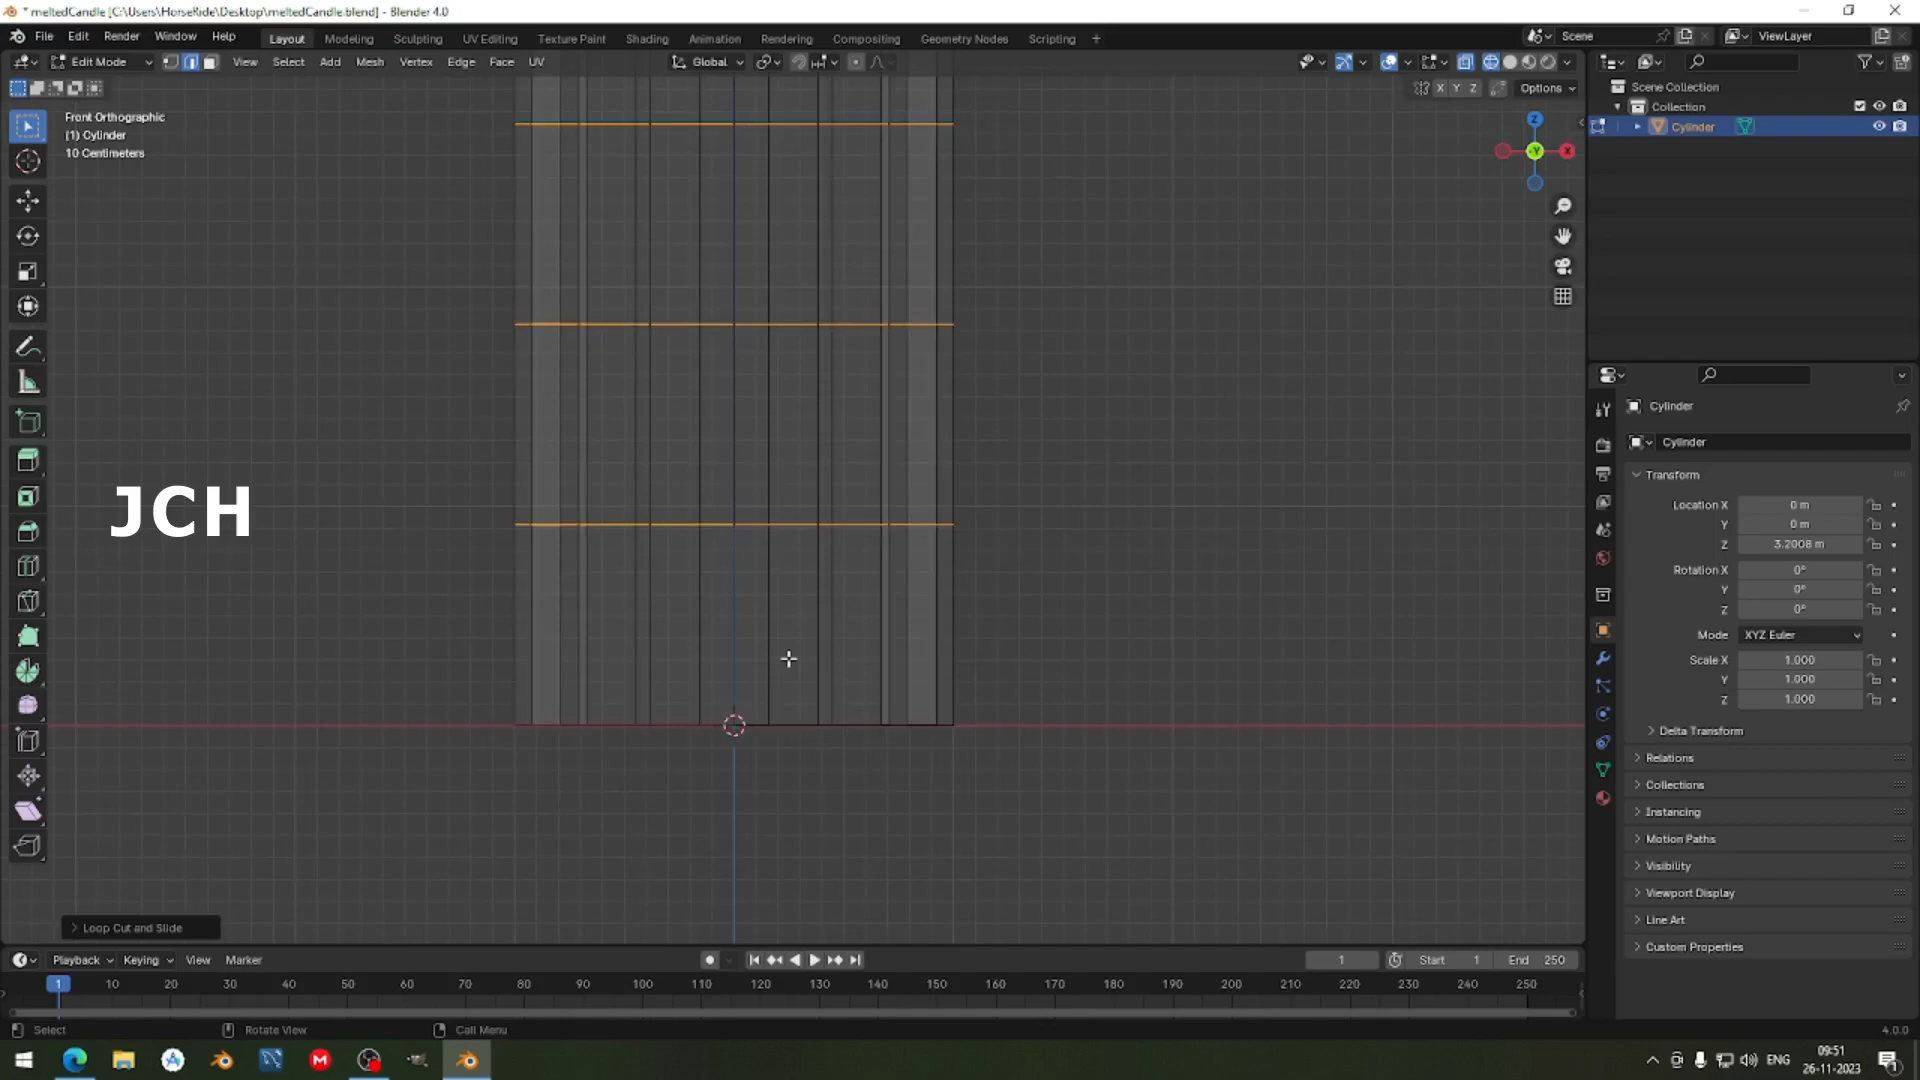 * meltedCandle [C:\Users\HorseRide\Desktop\meltedCandle.blend] - Blender 4.0
File Edit Render Window Help Layout Modeling Sculpting UV Editing Texture Paint Shading Animation Rendering Compositing Geometry Nodes Scripting + Scene ViewLayer
Edit Mode View Select Add Mesh Vertex Edge Face UV Global
X Y Z Options
Front Orthographic
(1) Cylinder
10 Centimeters
Z
Y
X
Scene Collection
Collection
Cylinder
JCH
Cylinder
Cylinder
Transform
Location X 0 m
Y 0 m
Z 3.2008 m
Rotation X 0°
Y 0°
Z 0°
Mode XYZ Euler
Scale X 1.000
Y 1.000
Z 1.000
Delta Transform
Relations
Collections
Instancing
Motion Paths
Visibility
Viewport Display
Line Art
Custom Properties
Loop Cut and Slide
Playback Keying View Marker 1 Start 1 End 250
1 10 20 30 40 50 60 70 80 90 100 110 120 130 140 150 160 170 180 190 200 210 220 230 240 250
Select Rotate View Call Menu 4.0.0
ENG
09:51
26-11-2023
1